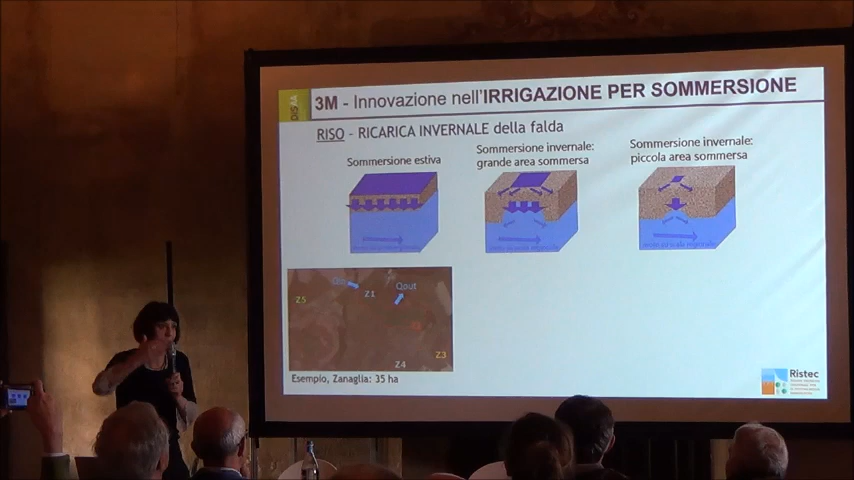 DISAA
3M - Innovazione nell'IRRIGAZIONE PER SOMMERSIONE
RISO - RICARICA INVERNALE della falda
Sommersione estiva
Sommersione invernale:
grande area sommersa
Sommersione invernale:
piccola area sommersa
Z5
Z1
Qout
Z4
Z3
Esempio, Zanaglia: 35 ha
Ristec